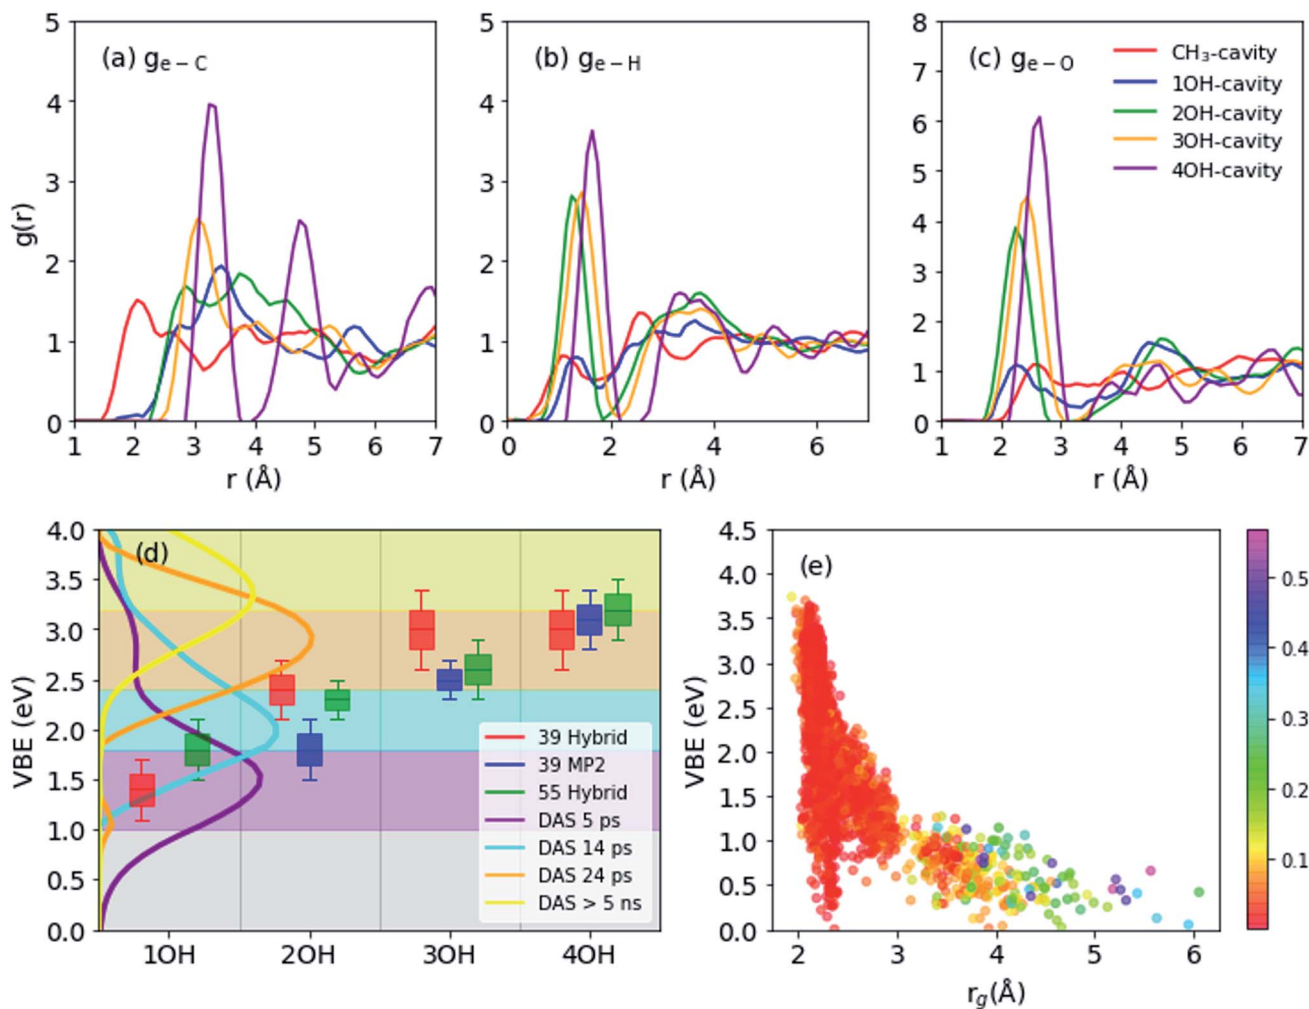 (a) g e − C
5
4
3
2
1
0
g(r)
1 2 3 4 5 6 7
r (Å)
(b) g e − H
5
4
3
2
1
0
0 2 4 6
r (Å)
(c) g e − O
8
7
6
5
4
3
2
1
0
CH₃-cavity
1OH-cavity
2OH-cavity
3OH-cavity
4OH-cavity
1 2 3 4 5 6 7
r (Å)
(d)
4.0
3.5
3.0
2.5
2.0
1.5
1.0
0.5
0.0
VBE (eV)
39 Hybrid
39 MP2
55 Hybrid
DAS 5 ps
DAS 14 ps
DAS 24 ps
DAS > 5 ns
1OH 2OH 3OH 4OH
(e)
4.5
4.0
3.5
3.0
2.5
2.0
1.5
1.0
0.5
0.0
VBE (eV)
2 3 4 5 6
r g (Å)
0.5
0.4
0.3
0.2
0.1